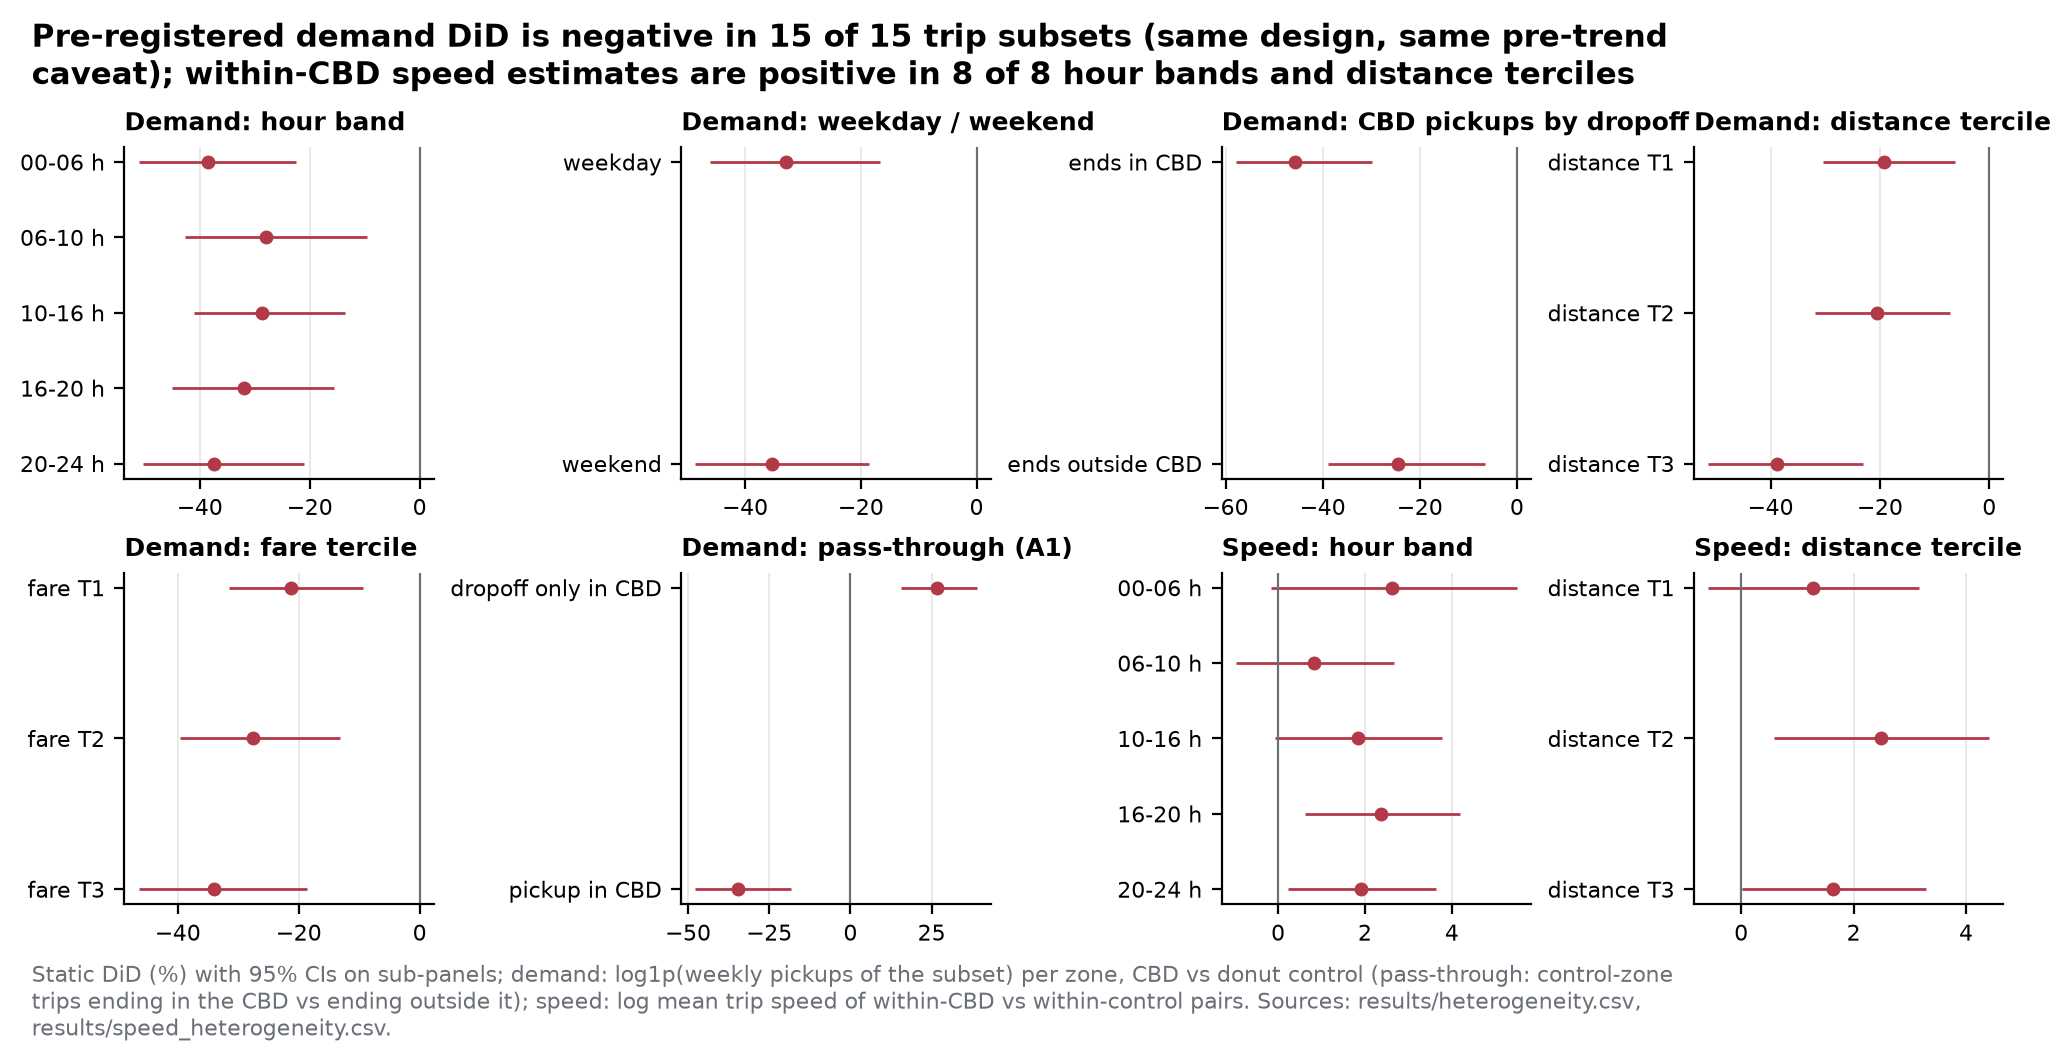 Pre-registered demand DiD is negative in 15 of 15 trip subsets (same design, same pre-trend
caveat); within-CBD speed estimates are positive in 8 of 8 hour bands and distance terciles
Demand: hour band
00-06 h
06-10 h
10-16 h
16-20 h
20-24 h
−40 −20 0
Demand: weekday / weekend
weekday
weekend
−40 −20 0
Demand: CBD pickups by dropoff
ends in CBD
ends outside CBD
−60 −40 −20 0
Demand: distance tercile
distance T1
distance T2
distance T3
−40 −20 0
Demand: fare tercile
fare T1
fare T2
fare T3
−40 −20 0
Demand: pass-through (A1)
dropoff only in CBD
pickup in CBD
−50 −25 0 25
Speed: hour band
00-06 h
06-10 h
10-16 h
16-20 h
20-24 h
0 2 4
Speed: distance tercile
distance T1
distance T2
distance T3
0 2 4
Static DiD (%) with 95% CIs on sub-panels; demand: log1p(weekly pickups of the subset) per zone, CBD vs donut control (pass-through: control-zone
trips ending in the CBD vs ending outside it); speed: log mean trip speed of within-CBD vs within-control pairs. Sources: results/heterogeneity.csv,
results/speed_heterogeneity.csv.